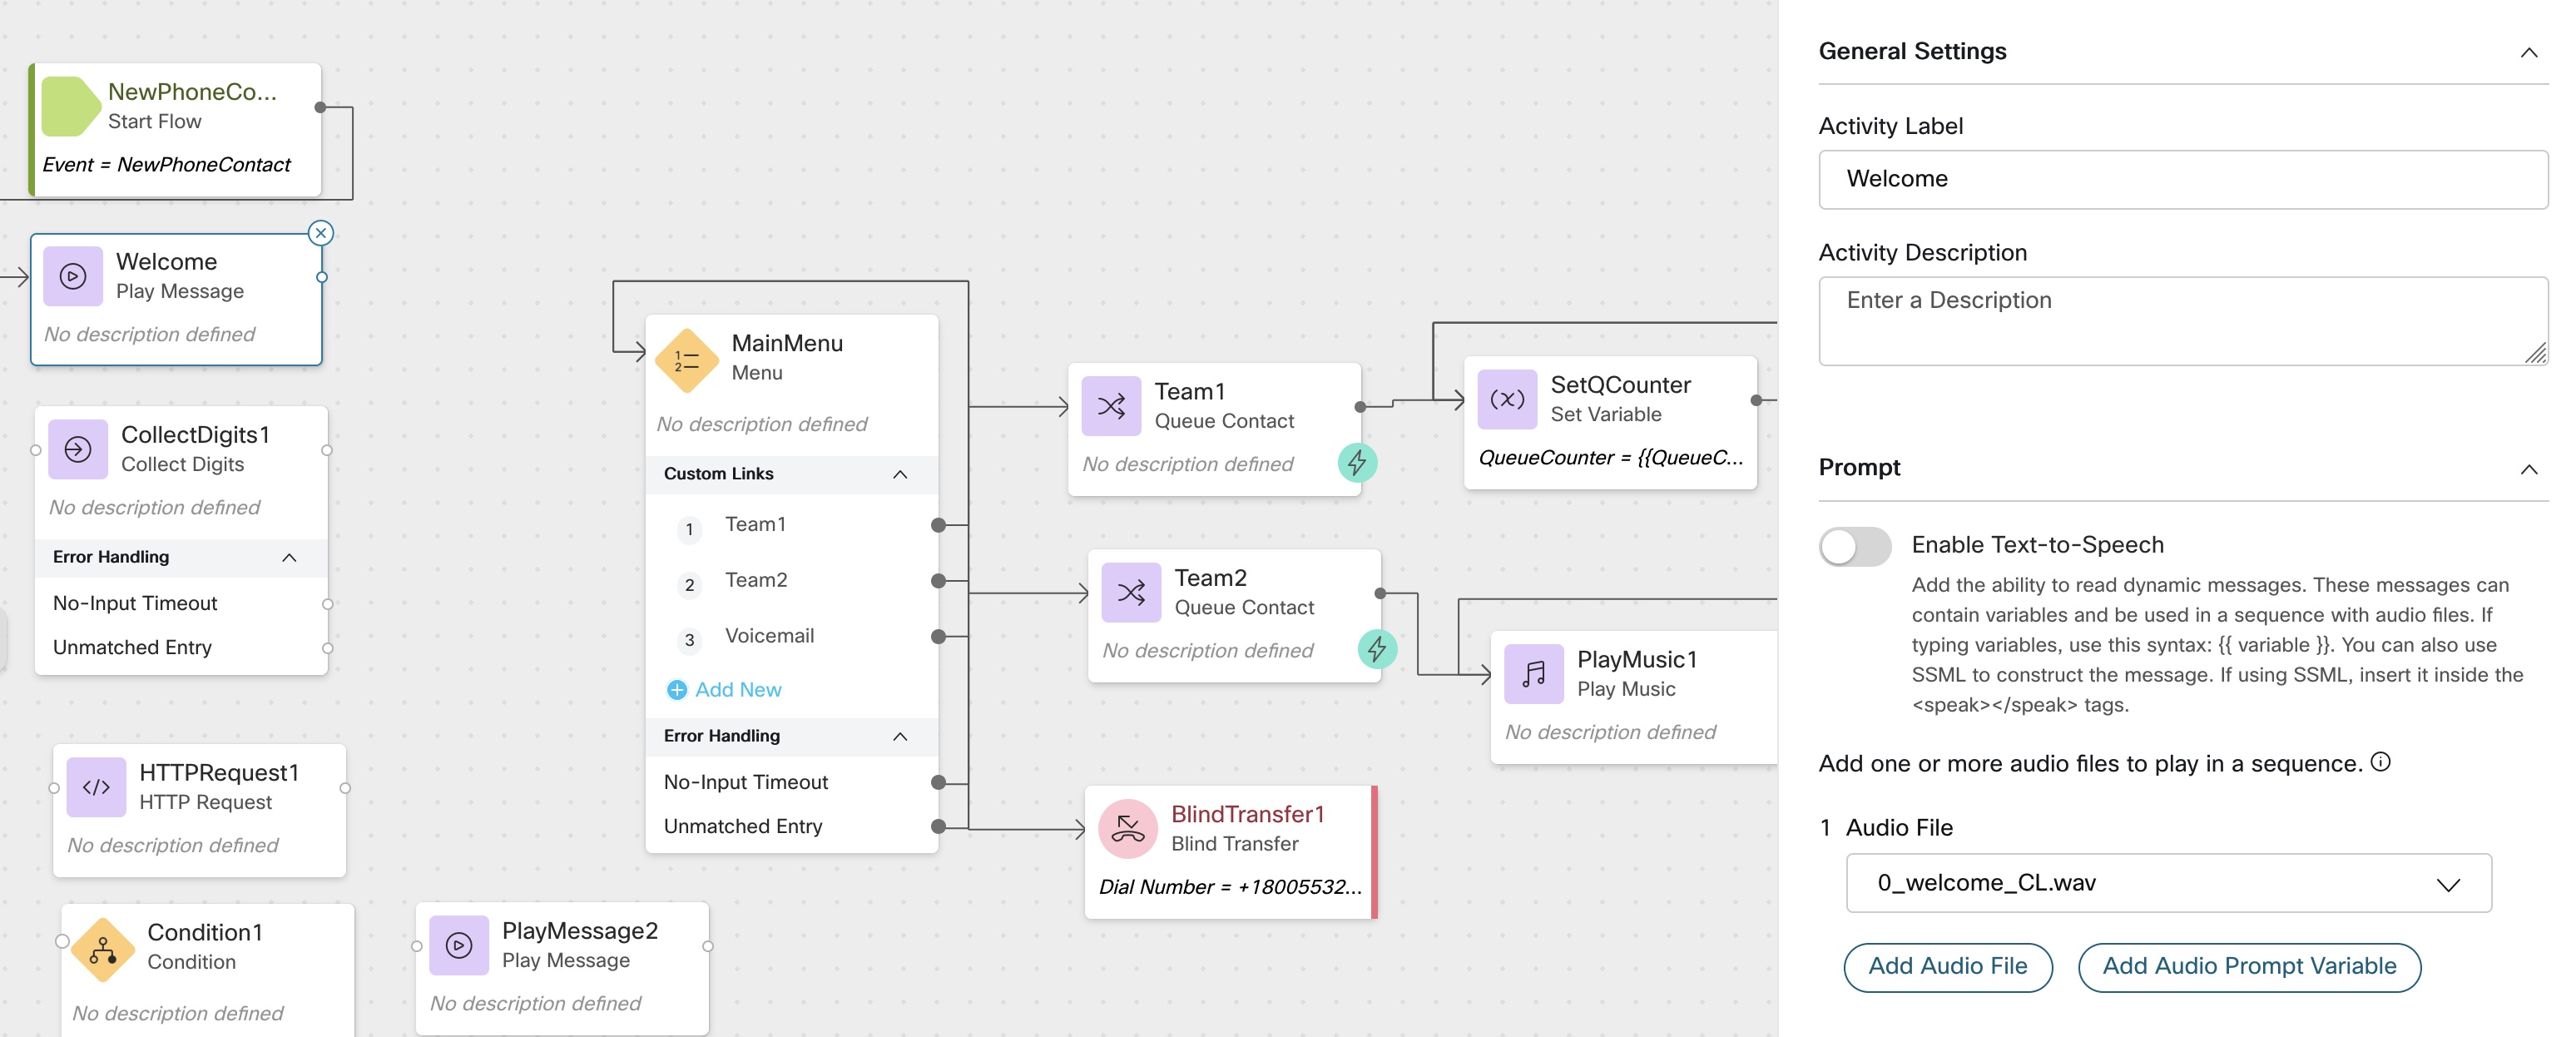 NewPhoneCo...
Start Flow
Event = NewPhoneContact
Welcome
Play Message
No description defined
CollectDigits1
Collect Digits
No description defined
Error Handling
No-Input Timeout
Unmatched Entry
HTTPRequest1
HTTP Request
No description defined
Condition1
Condition
No description defined
PlayMessage2
Play Message
No description defined
MainMenu
Menu
No description defined
Custom Links
1 Team1
2 Team2
3 Voicemail
Add New
Error Handling
No-Input Timeout
Unmatched Entry
Team1
Queue Contact
No description defined
Team2
Queue Contact
No description defined
BlindTransfer1
Blind Transfer
Dial Number = +18005532...
SetQCounter
Set Variable
QueueCounter = {{QueueC...
PlayMusic1
Play Music
No description defined
General Settings
Activity Label
Welcome
Activity Description
Enter a Description
Prompt
Enable Text-to-Speech
Add the ability to read dynamic messages. These messages can
contain variables and be used in a sequence with audio files. If
typing variables, use this syntax: {{ variable }}. You can also use
SSML to construct the message. If using SSML, insert it inside the
<speak></speak> tags.
Add one or more audio files to play in a sequence.
1 Audio File
0_welcome_CL.wav
Add Audio File
Add Audio Prompt Variable